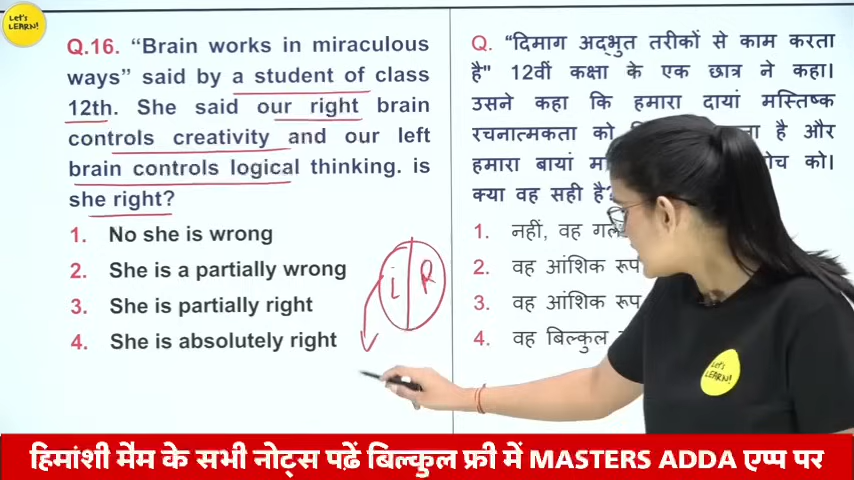 Let's
LEARN!
Q.16. “Brain works in miraculous
ways” said by a student of class
12th. She said our right brain
controls creativity and our left
brain controls logical thinking. is
she right?
1. No she is wrong
2. She is a partially wrong
3. She is partially right
4. She is absolutely right
L R
Q. “दिमाग अद्भुत तरीकों से काम करता
है" 12वीं कक्षा के एक छात्र ने कहा।
उसने कहा कि हमारा दायां मस्तिष्क
रचनात्मकता को है और
हमारा बायां को।
क्या वह सही है
1. नहीं, वह
2. वह आंशिक रूप
3. वह आंशिक रूप
4. वह बिल्कुल
Let's
LEARN!
हिमांशी मैम के सभी नोट्स पढ़ें बिल्कुल फ्री में MASTERS ADDA एप्प पर